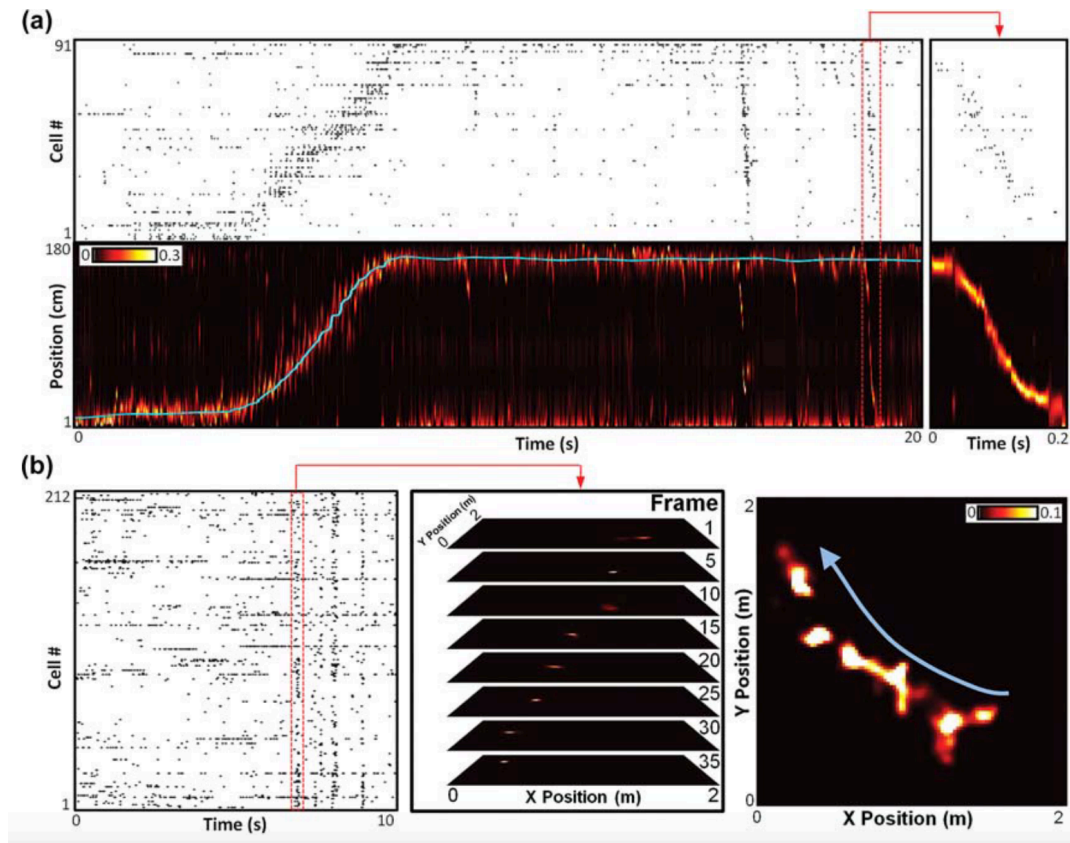 (a)
91
Cell #
1
180
0 0.3
Position (cm)
1
0 Time (s) 20
0 Time (s) 0.2
(b)
212
Cell #
1
0 Time (s) 10
Frame
Y Position (m)
0 2
1
5
10
15
20
25
30
35
0 X Position (m) 2
2
0 0.1
Y Position (m)
0
0 X Position (m) 2